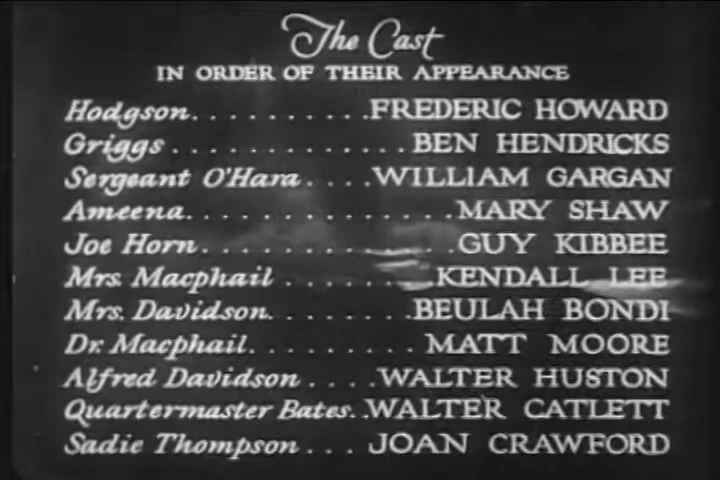 The Cast
IN ORDER OF THEIR APPEARANCE
Hodgson..........FREDERIC HOWARD
Griggs.............BEN HENDRICKS
Sergeant O'Hara....WILLIAM GARGAN
Ameena..............MARY SHAW
Joe Horn.............GUY KIBBEE
Mrs. Macphail.......KENDALL LEE
Mrs. Davidson........BEULAH BONDI
Dr. Macphail.........MATT MOORE
Alfred Davidson....WALTER HUSTON
Quartermaster Bates..WALTER CATLETT
Sadie Thompson...JOAN CRAWFORD